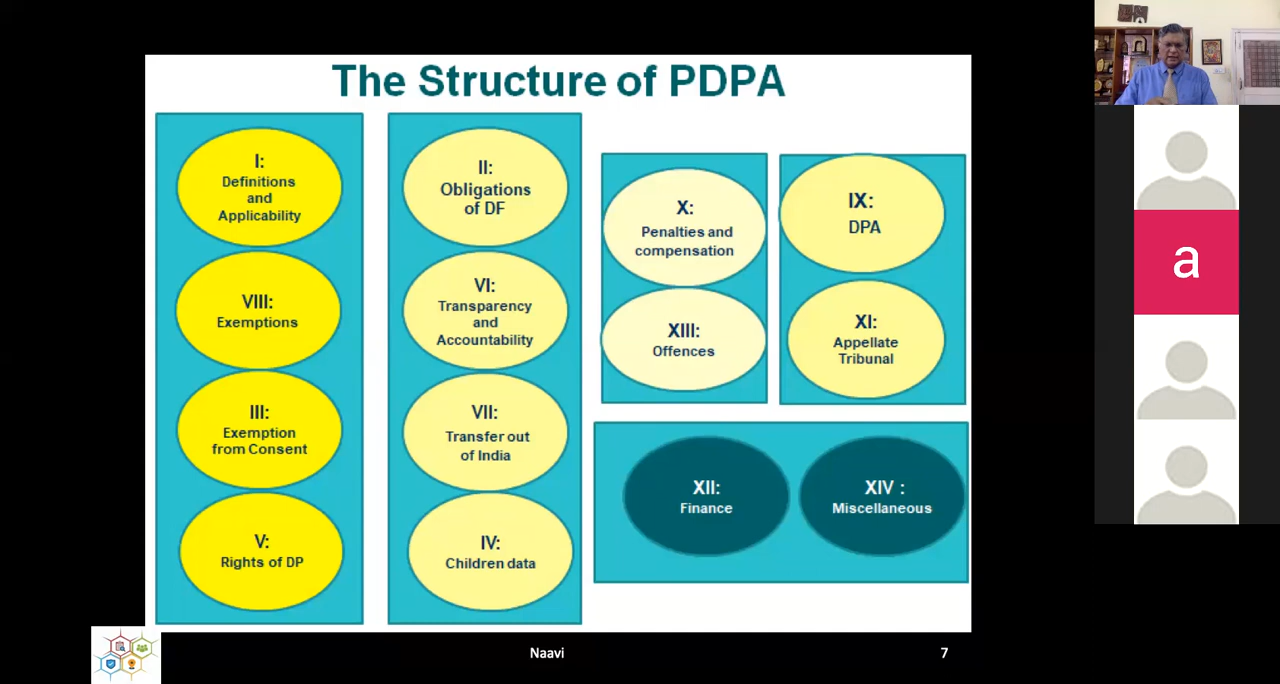 The Structure of PDPA
I:
Definitions
and
Applicability
VIII:
Exemptions
III:
Exemption
from Consent
V:
Rights of DP
II:
Obligations
of DF
VI:
Transparency
and
Accountability
VII:
Transfer out
of India
IV:
Children data
X:
Penalties and
compensation
XIII:
Offences
IX:
DPA
XI:
Appellate
Tribunal
XII:
Finance
XIV :
Miscellaneous
Naavi
7
a